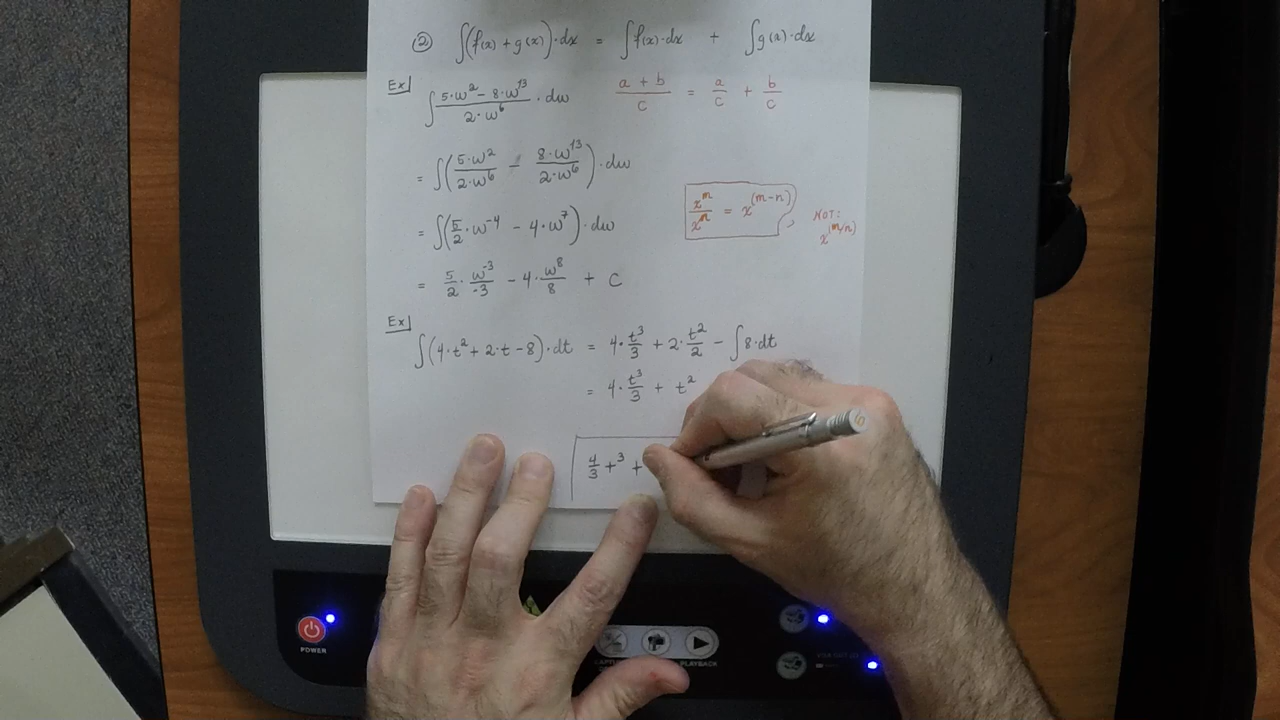 ② ∫(f(x) + g(x))·dx = ∫f(x)·dx + ∫g(x)·dx
Ex
∫ (5·w² − 8·w¹³)/(2·w⁶) · dw
(a + b)/c = a/c + b/c
= ∫( (5·w²)/(2·w⁶) − (8·w¹³)/(2·w⁶) )·dw
xᵐ/xⁿ = x⁽ᵐ⁻ⁿ⁾,
NOT:
x^(m/n)
= ∫( 5/2·w⁻⁴ − 4·w⁷ )·dw
= 5/2 · w⁻³/-3 − 4·w⁸/8 + C
Ex
∫(4·t² + 2·t − 8)·dt = 4·t³/3 + 2·t²/2 − ∫8·dt
= 4·t³/3 + t²
4/3 t³ +
POWER
PLAYBACK